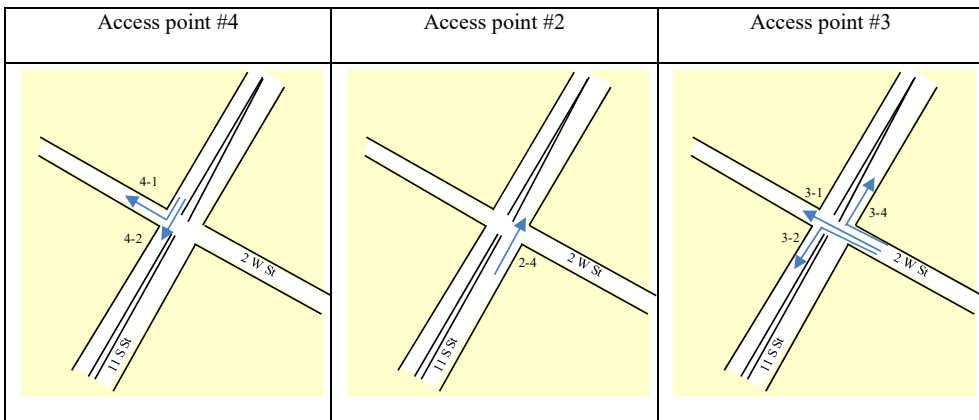 Access point #4
Access point #2
Access point #3
4-1
4-2
2 W St
11 S St
2-4
2 W St
11 S St
3-1
3-4
3-2
2 W St
11 S St